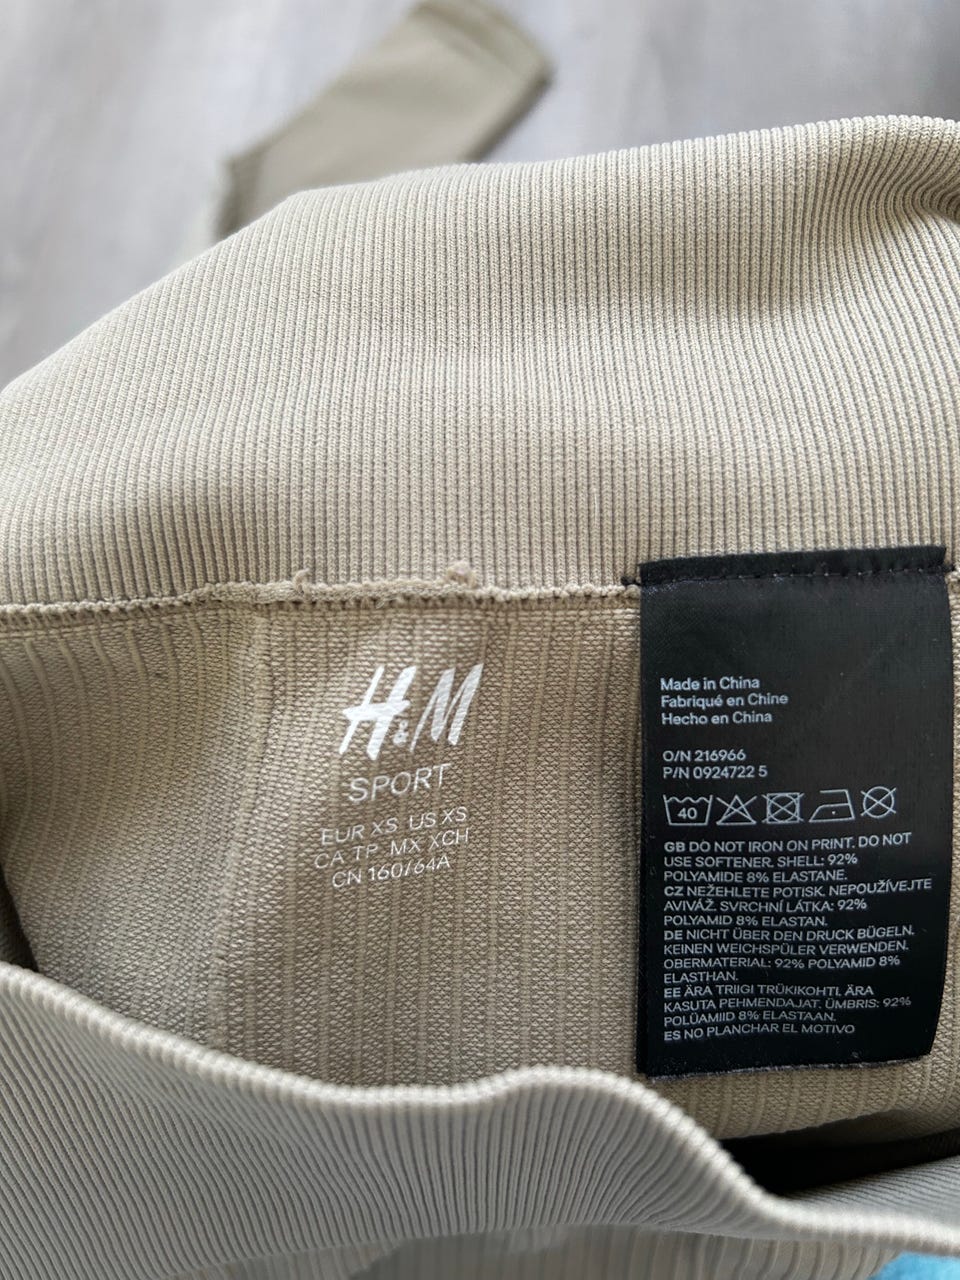 H&M
SPORT
EUR XS US XS
CA TP MX XCH
CN 160/64A
Made in China
Fabriqué en Chine
Hecho en China
O/N 216966
P/N 0924722 5
40
GB DO NOT IRON ON PRINT. DO NOT
USE SOFTENER. SHELL: 92%
POLYAMIDE 8% ELASTANE.
CZ NEŽEHLETE POTISK. NEPOUŽÍVEJTE
AVIVÁŽ. SVRCHNÍ LÁTKA: 92%
POLYAMID 8% ELASTAN.
DE NICHT ÜBER DEN DRUCK BÜGELN.
KEINEN WEICHSPÜLER VERWENDEN.
OBERMATERIAL: 92% POLYAMID 8%
ELASTHAN.
EE ÄRA TRIIGI TRÜKIKOHTI. ÄRA
KASUTA PEHMENDAJAT. ÜMBRIS: 92%
POLÜAMIID 8% ELASTAAN.
ES NO PLANCHAR EL MOTIVO